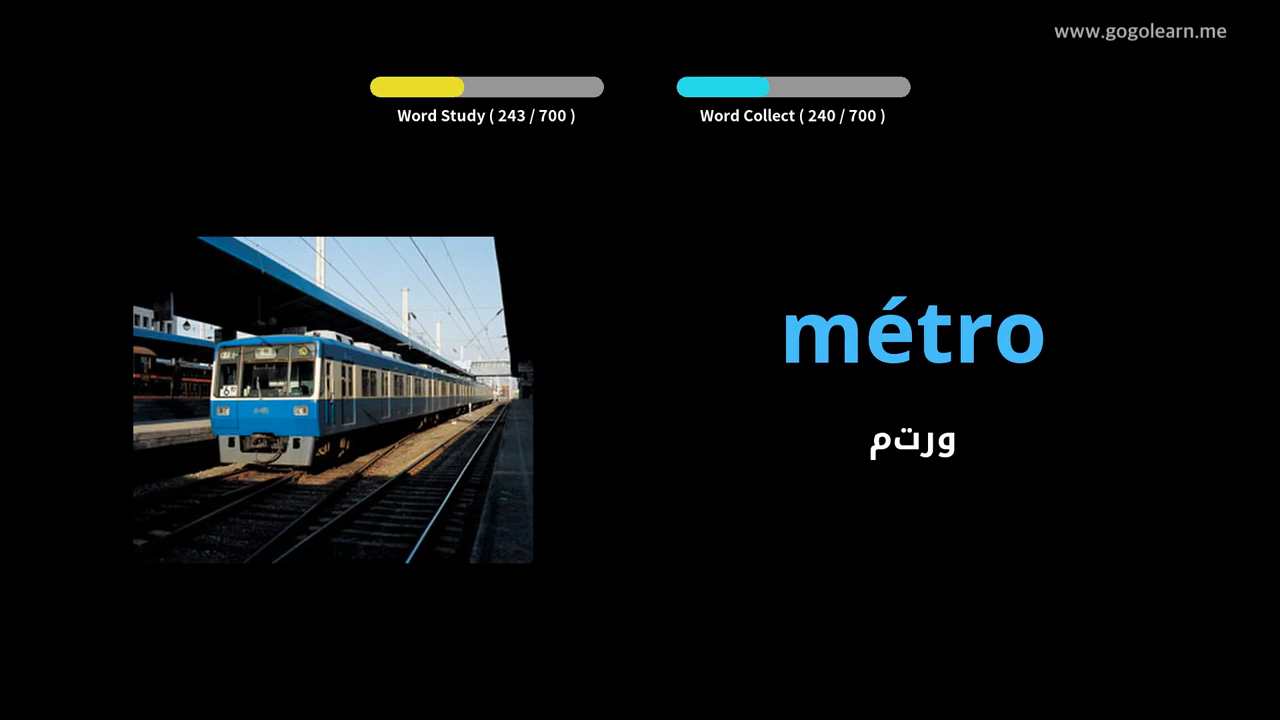 www.gogolearn.me
Word Study ( 243 / 700 )
Word Collect ( 240 / 700 )
métro
ورتم